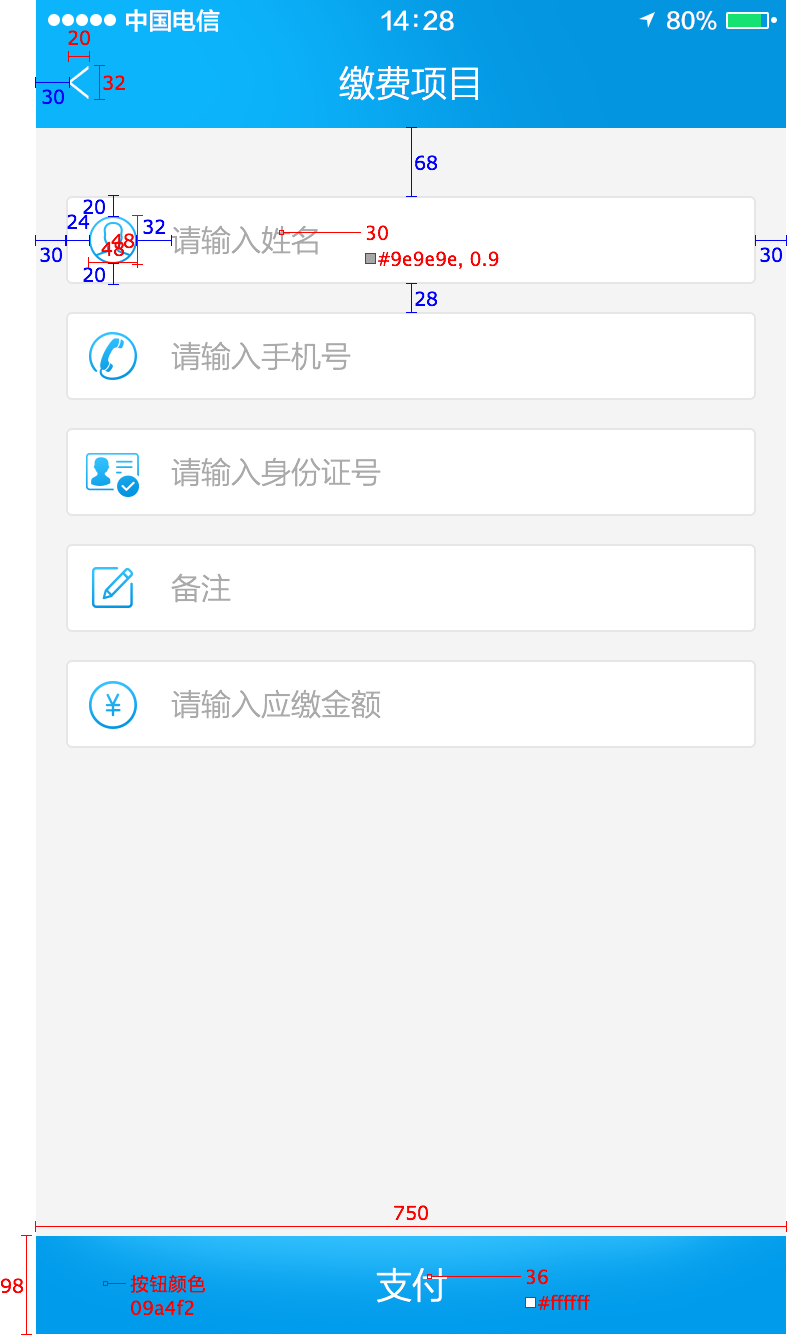 中国电信 14:28 80%
20
32
30
缴费项目
68
20
24
32
48
48
30
20
请输入姓名
30
#9e9e9e, 0.9
30
28
请输入手机号
请输入身份证号
备注
¥ 请输入应缴金额
750
98
按钮颜色
09a4f2
支付
36
#ffffff